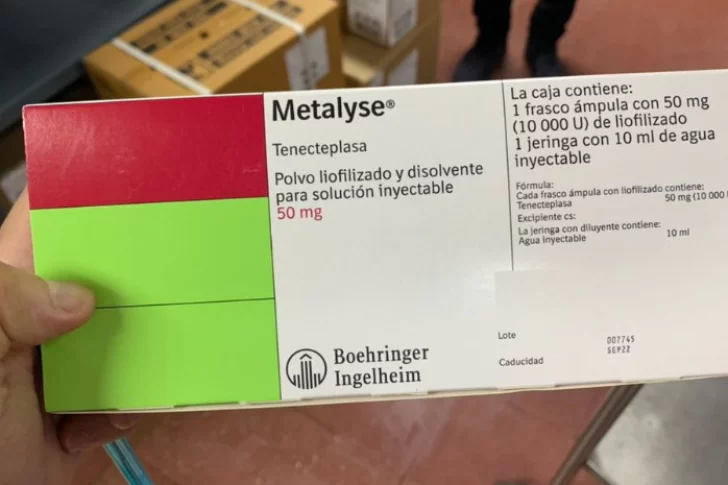 Metalyse®
Tenecteplasa
Polvo liofilizado y disolvente
para solución inyectable
50 mg
Boehringer
Ingelheim
La caja contiene:
1 frasco ámpula con 50 mg
(10 000 U) de liofilizado
1 jeringa con 10 ml de agua
inyectable
Fórmula:
Cada frasco ámpula con liofilizado contiene:
Tenecteplasa 50 mg (10 000
Excipiente cs:
La jeringa con diluyente contiene:
Agua inyectable 10 ml
Lote 007745
SEP22
Caducidad